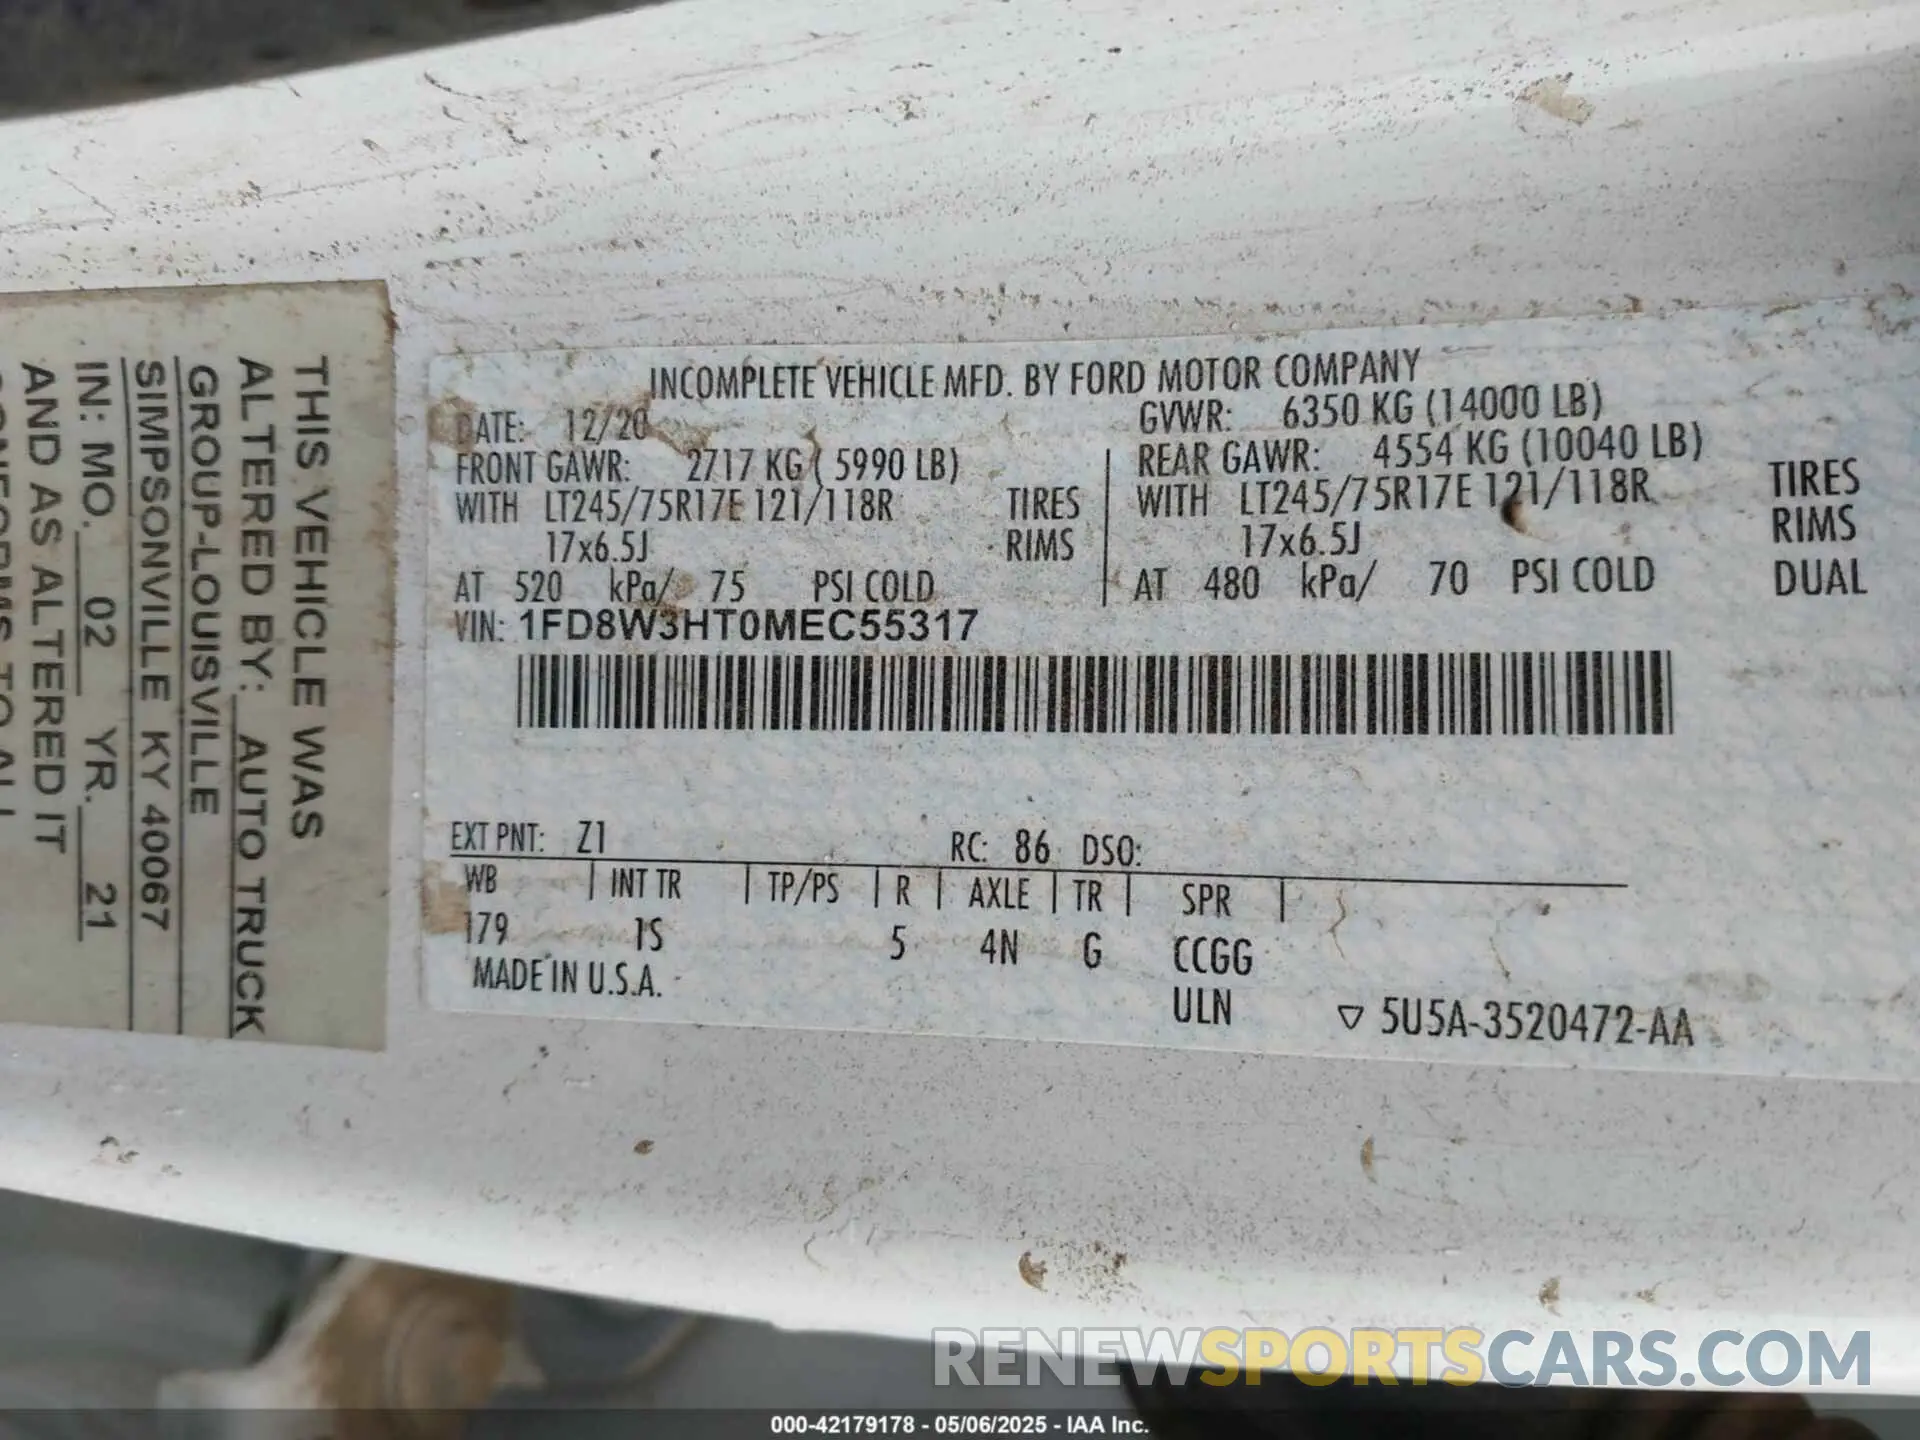 THIS VEHICLE WAS
ALTERED BY: AUTO TRUCK
GROUP-LOUISVILLE
SIMPSONVILLE KY 40067
IN: MO. 02 YR. 21
AND AS ALTERED IT
CONFORMS TO ALL
INCOMPLETE VEHICLE MFD. BY FORD MOTOR COMPANY
DATE: 12/20
GVWR: 6350 KG (14000 LB)
FRONT GAWR: 2717 KG ( 5990 LB)
REAR GAWR: 4554 KG (10040 LB)
WITH LT245/75R17E 121/118R TIRES
WITH LT245/75R17E 121/118R TIRES
17x6.5J RIMS
17x6.5J RIMS
AT 520 kPa/ 75 PSI COLD
AT 480 kPa/ 70 PSI COLD DUAL
VIN: 1FD8W3HT0MEC55317
EXT PNT: Z1 RC: 86 DSO:
WB | INT TR | TP/PS | R | AXLE | TR | SPR |
179 1S 5 4N G CCGG
MADE IN U.S.A.
ULN ▽ 5U5A-3520472-AA
RENEWSPORTSCARS.COM
000-42179178 - 05/06/2025 - IAA Inc.